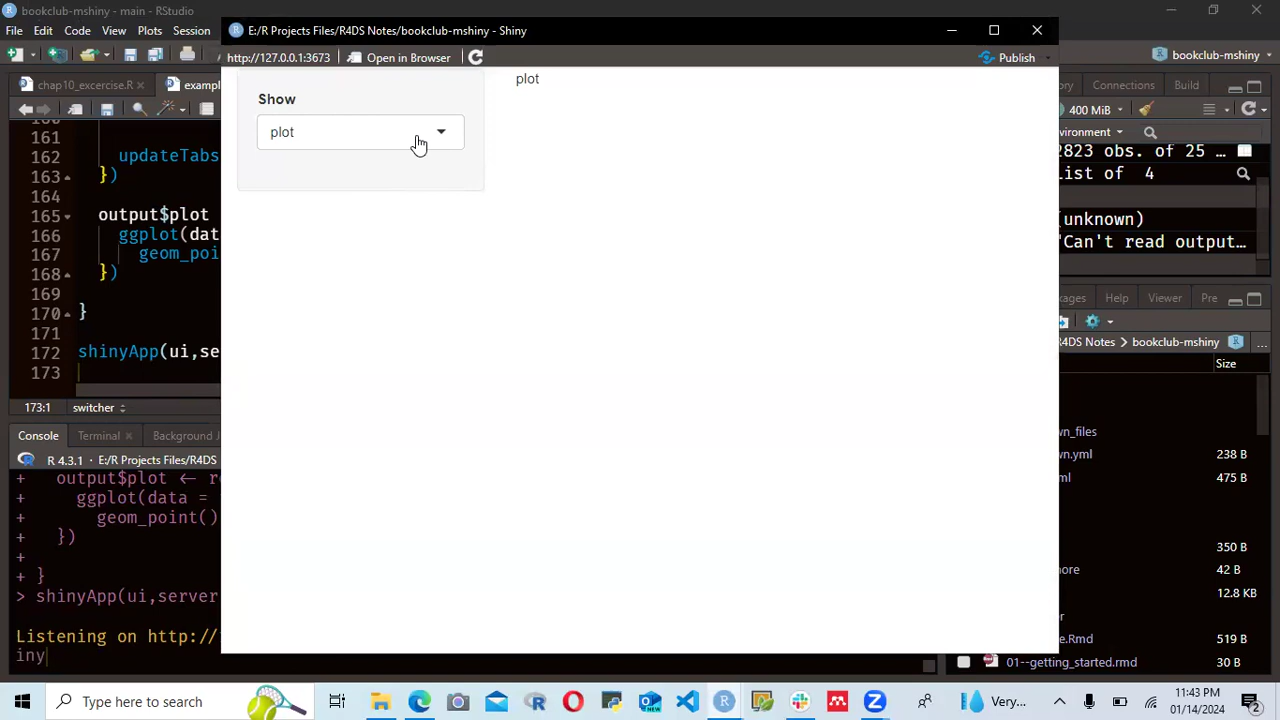 bookclub-mshiny - main - RStudio
File Edit Code Plots Session
E:/R Projects Files/R4DS Notes/bookclub-mshiny - Shiny
http://127.0.0.1:3673 Open in Browser Publish
bookclub-mshiny
chap10_excercise.R
Show
plot
plot
161
162 updateTabs
163 })
164
165 output$plot
166 ggplot(dat
167 geom_poi
168 })
169
170 }
171
172 shinyApp(ui,se
173
173:1 switcher
400 MiB
2823 obs. of 25 ...
List of 4
(unknown)
"Can't read output…
Help Viewer Pre
R4DS Notes bookclub-mshiny ...
Size
238 B
475 B
350 B
42 B
12.8 KB
519 B
01--getting_started.rmd 30 B
Console Terminal Background J
R 4.3.1 · E:/R Projects Files/R4DS
+ output$plot <- re
+ ggplot(data =
+ geom_point()
+ })
+
+ }
> shinyApp(ui,server
Listening on http://
iny
Type here to search
Very...
11:43 PM
01/14/2024
2